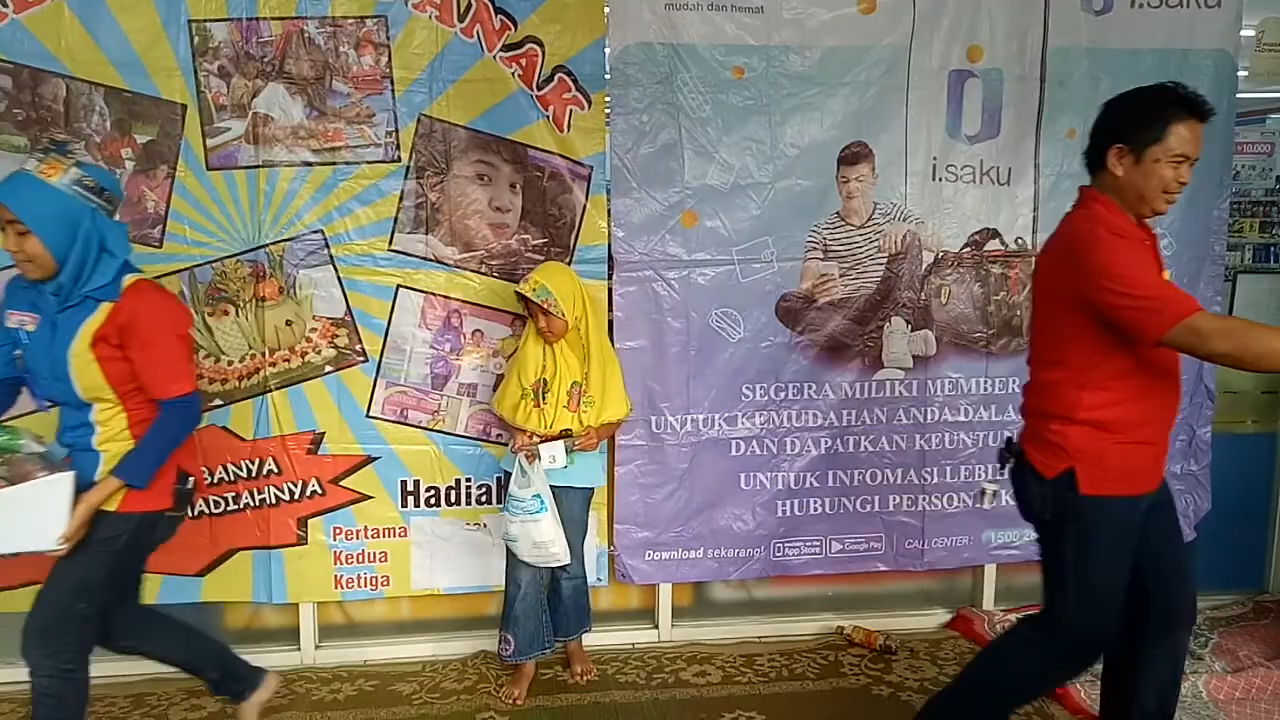 ANAK
BANYA
HADIAHNYA
Hadiah
Pertama
Kedua
Ketiga
3
mudah dan hemat
i.saku
i.saku
SEGERA MILIKI MEMBER
UNTUK KEMUDAHAN ANDA DALA
DAN DAPATKAN KEUNTUN
UNTUK INFOMASI LEBIH
HUBUNGI PERSON
Download sekarang!
App Store
Google Play
CALL CENTER:
1500
10.000